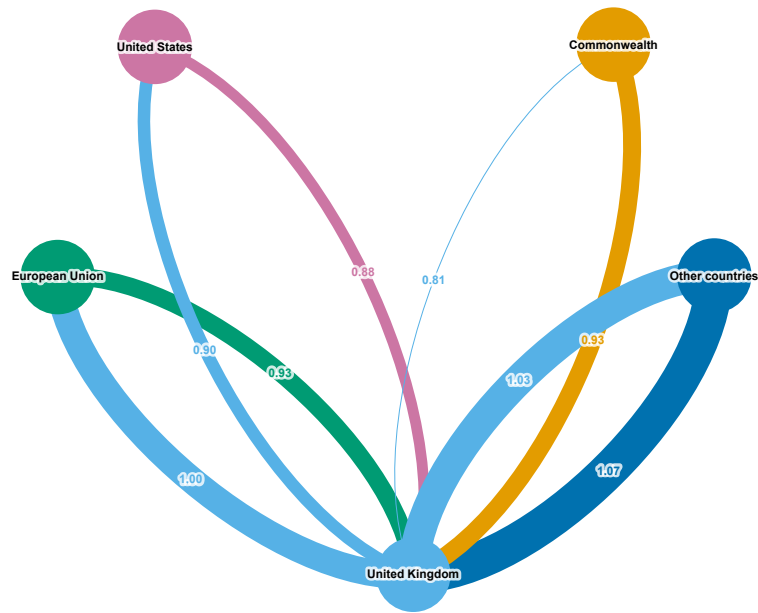 United States
Commonwealth
0.88
0.81
European Union
Other countries
0.90
0.93
0.93
1.03
1.00
1.07
United Kingdom